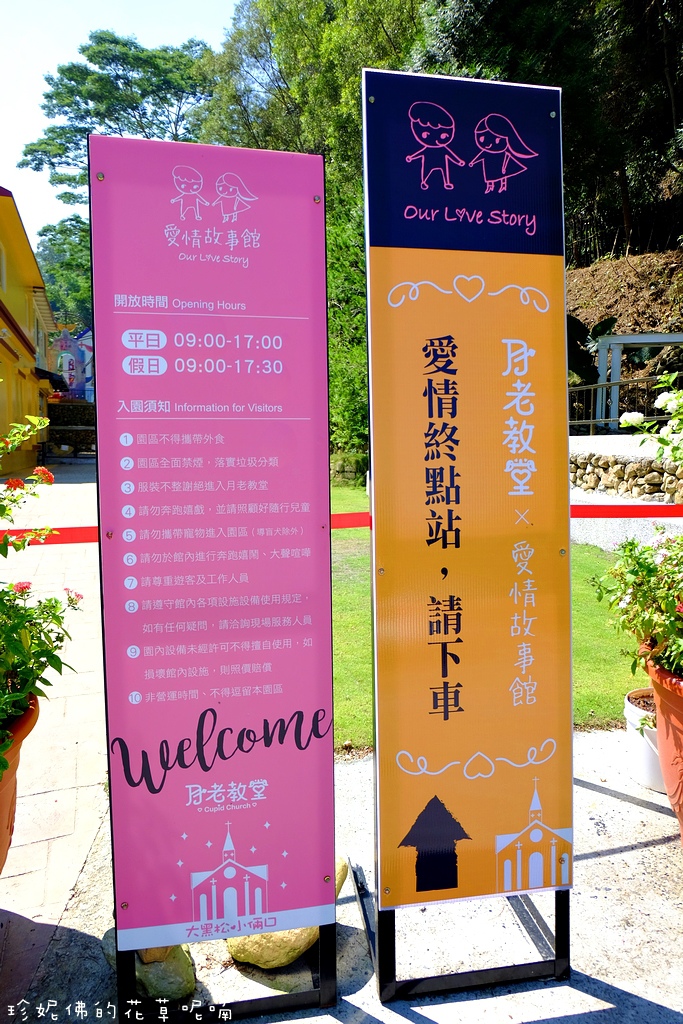 愛情故事館
Our Love Story
開放時間 Opening Hours
平日 09:00-17:00
假日 09:00-17:30
入園須知 Information for Visitors
1 園區不得攜帶外食
2 園區全面禁煙，落實垃圾分類
3 服裝不整謝絕進入月老教堂
4 請勿奔跑嬉戲，並請照顧好隨行兒童
5 請勿攜帶寵物進入園區（導盲犬除外）
6 請勿於館內進行奔跑嬉鬧、大聲喧嘩
7 請尊重遊客及工作人員
8 請遵守館內各項設施設備使用規定，
如有任何疑問，請洽詢現場服務人員
9 園內設備未經許可不得擅自使用，如
損壞館內設施，則照價賠償
10 非營運時間、不得逗留本園區
welcome
月老教堂
Cupid Church
大黑松小倆口
Our Love Story
月老教堂 × 愛情故事館
愛情終點站，請下車
珍妮佛的花草呢喃